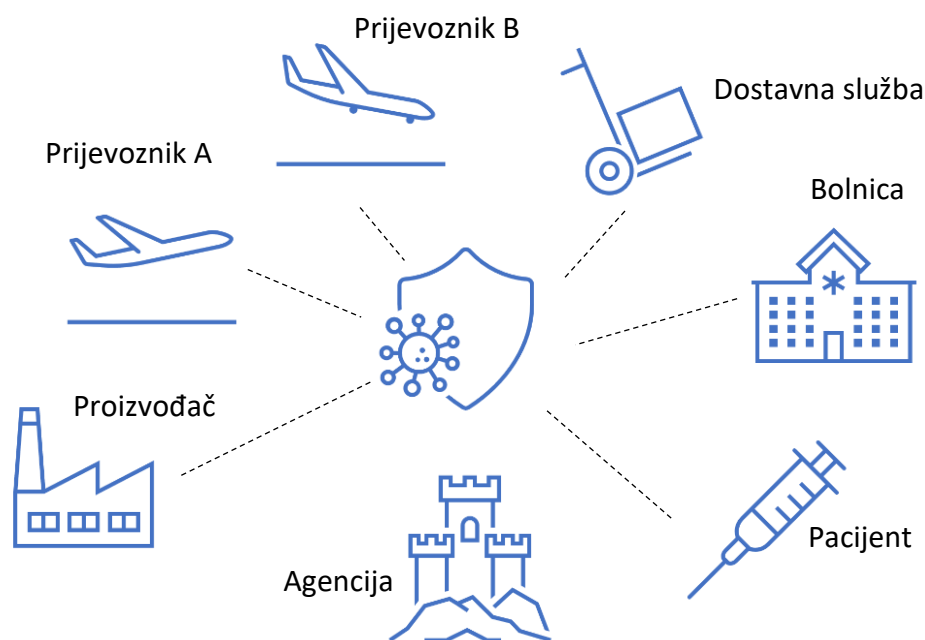 Prijevoznik B
Dostavna služba
Prijevoznik A
Bolnica
Proizvođač
Pacijent
Agencija